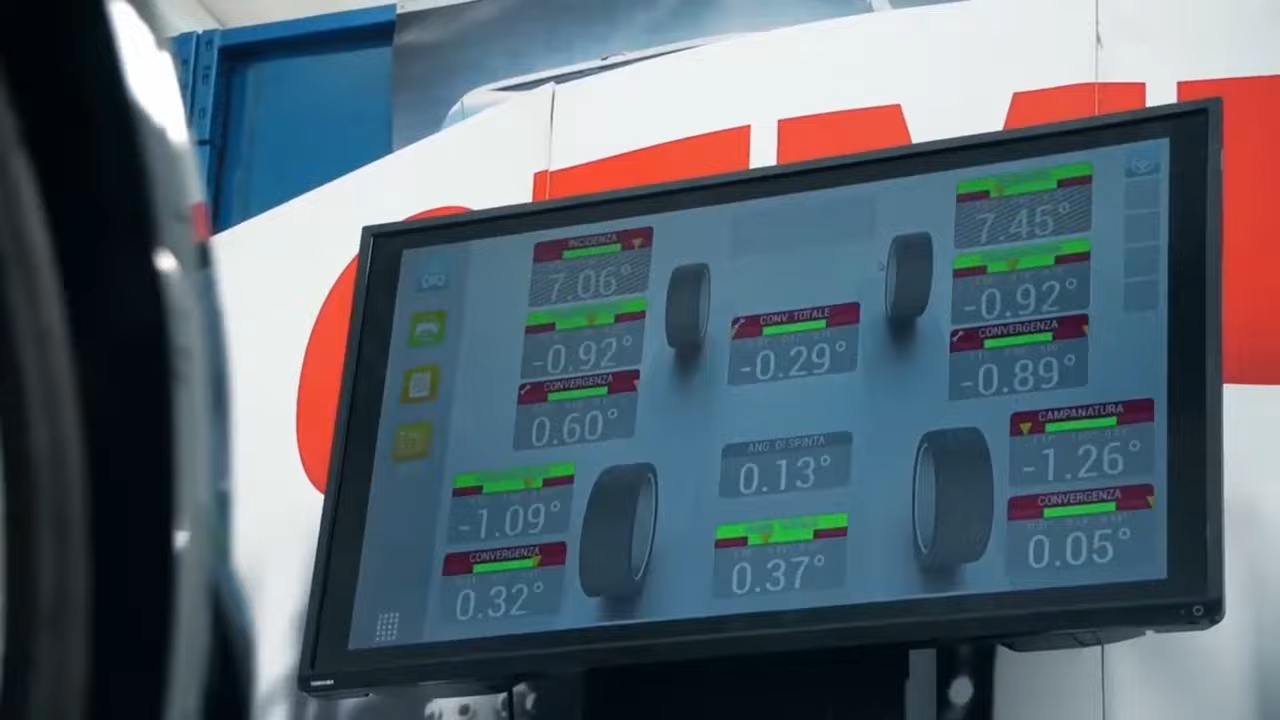 INCIDENZA
7.06°
-0.92°
CONVERGENZA
0.60°
CONV. TOTALE
-0.29°
7.45°
-0.92°
CONVERGENZA
-0.89°
ANG. DI SPINTA
0.13°
-1.09°
CONVERGENZA
0.32°
0.37°
CAMPANATURA
-1.26°
CONVERGENZA
0.05°
TOSHIBA